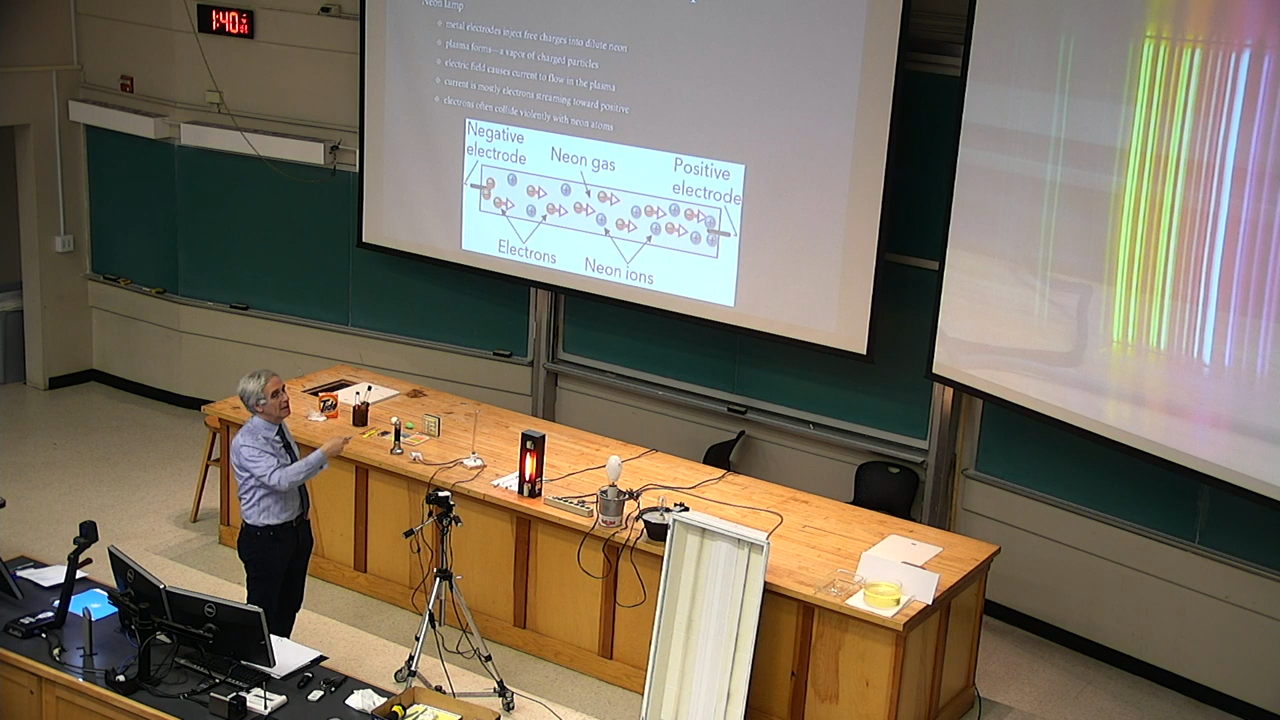 1:40
Neon lamp
metal electrodes inject free charges into dilute neon
plasma forms—a vapor of charged particles
electric field causes current to flow in the plasma
current is mostly electrons streaming toward positive
electrons often collide violently with neon atoms
Negative
electrode
Neon gas
Positive
electrode
Electrons
Neon ions
DELL
DELL